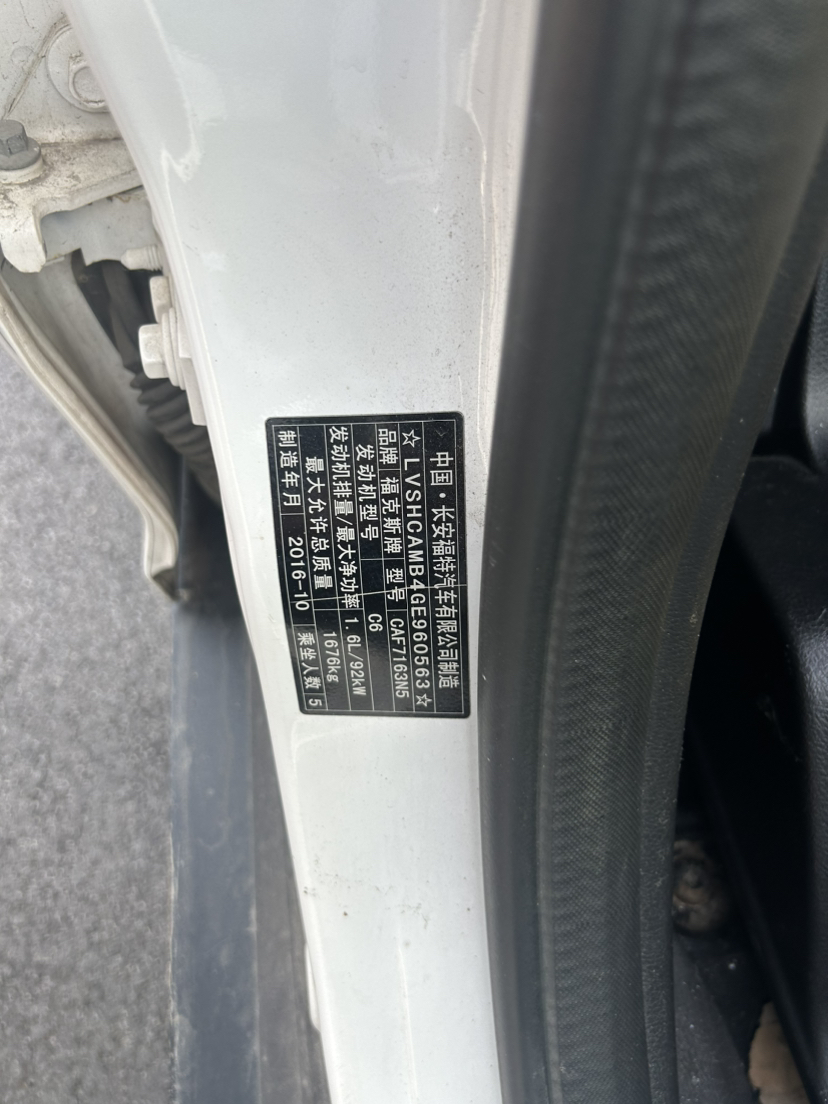 中国·长安福特汽车有限公司制造
☆LVSHCAMB4GE960563☆
品牌 福克斯牌 型号 CAF7163N5
发动机型号 C6
发动机排量/最大净功率 1.6L/92kW
最大允许总质量 1676kg
制造年月 2016-10 乘坐人数 5